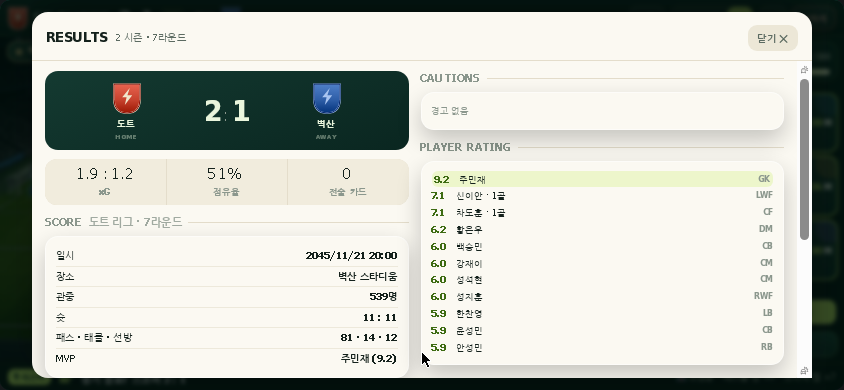 RESULTS 2 시즌 · 7라운드
닫기 ×
도트
HOME
2 : 1
벽산
AWAY
1.9 : 1.2
xG
51%
점유율
0
전술 카드
SCORE 도트 리그 · 7라운드
일시 2045/11/21 20:00
장소 벽산 스타디움
관중 539명
슛 11 : 11
패스 · 태클 · 선방 81 · 14 · 12
MVP 주민재 (9.2)
CAUTIONS
경고 없음
PLAYER RATING
9.2 주민재 GK
7.1 신이안 · 1골 LWF
7.1 차도훈 · 1골 CF
6.2 황은우 DM
6.0 백승민 CB
6.0 강재이 CM
6.0 성석현 CM
6.0 성지훈 RWF
5.9 한찬영 LB
5.9 윤성민 CB
5.9 안성민 RB